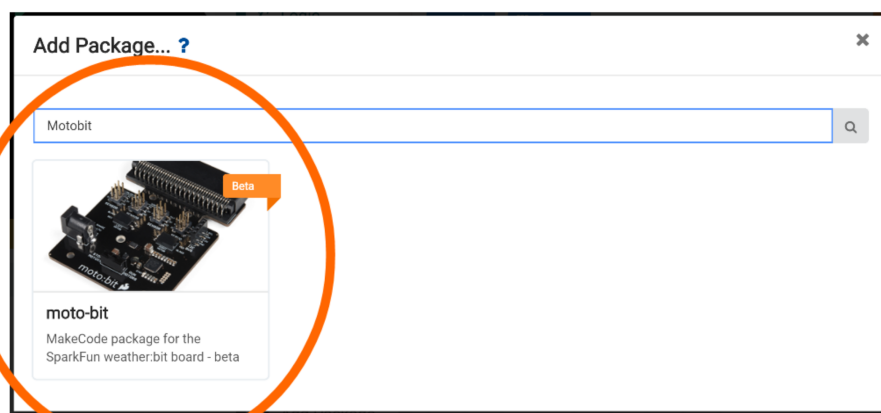 Add Package... ?
Motobit
Beta
moto:bit
moto-bit
MakeCode package for the
SparkFun weather:bit board - beta